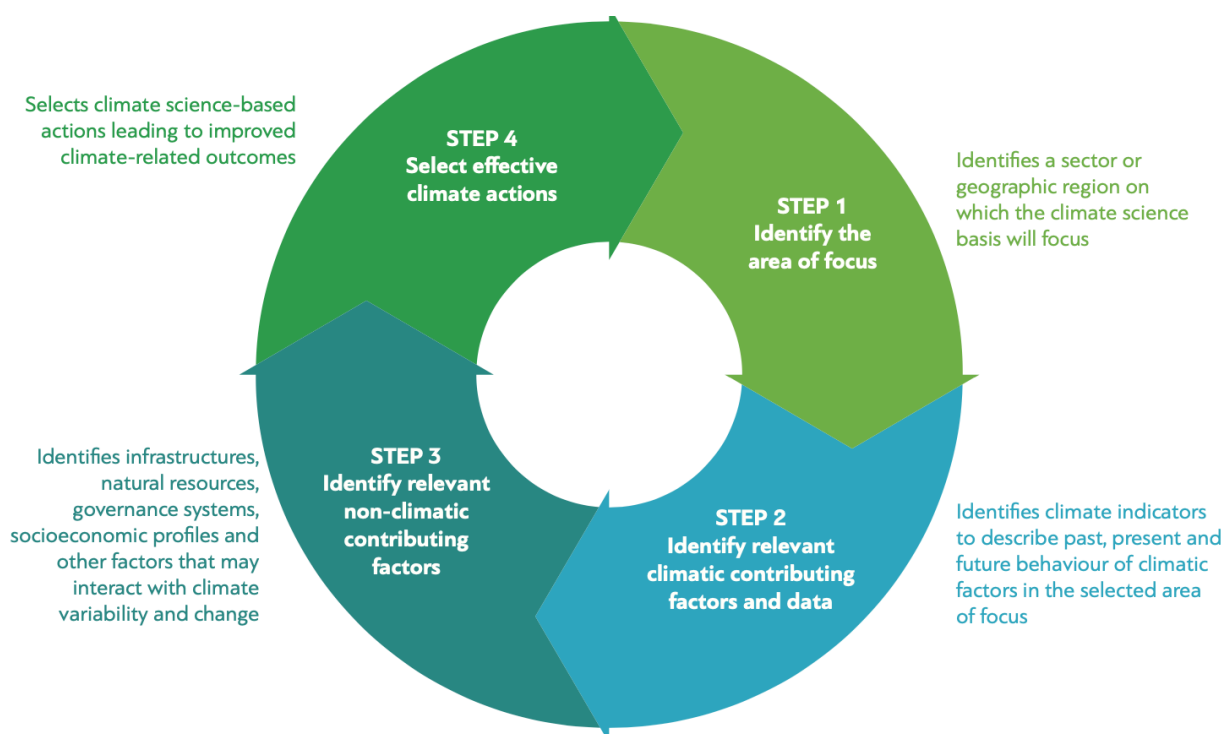 STEP 1
Identify the
area of focus
Identifies a sector or
geographic region on
which the climate science
basis will focus
STEP 2
Identify relevant
climatic contributing
factors and data
Identifies climate indicators
to describe past, present and
future behaviour of climatic
factors in the selected area
of focus
STEP 3
Identify relevant
non-climatic
contributing
factors
Identifies infrastructures,
natural resources,
governance systems,
socioeconomic profiles and
other factors that may
interact with climate
variability and change
STEP 4
Select effective
climate actions
Selects climate science-based
actions leading to improved
climate-related outcomes